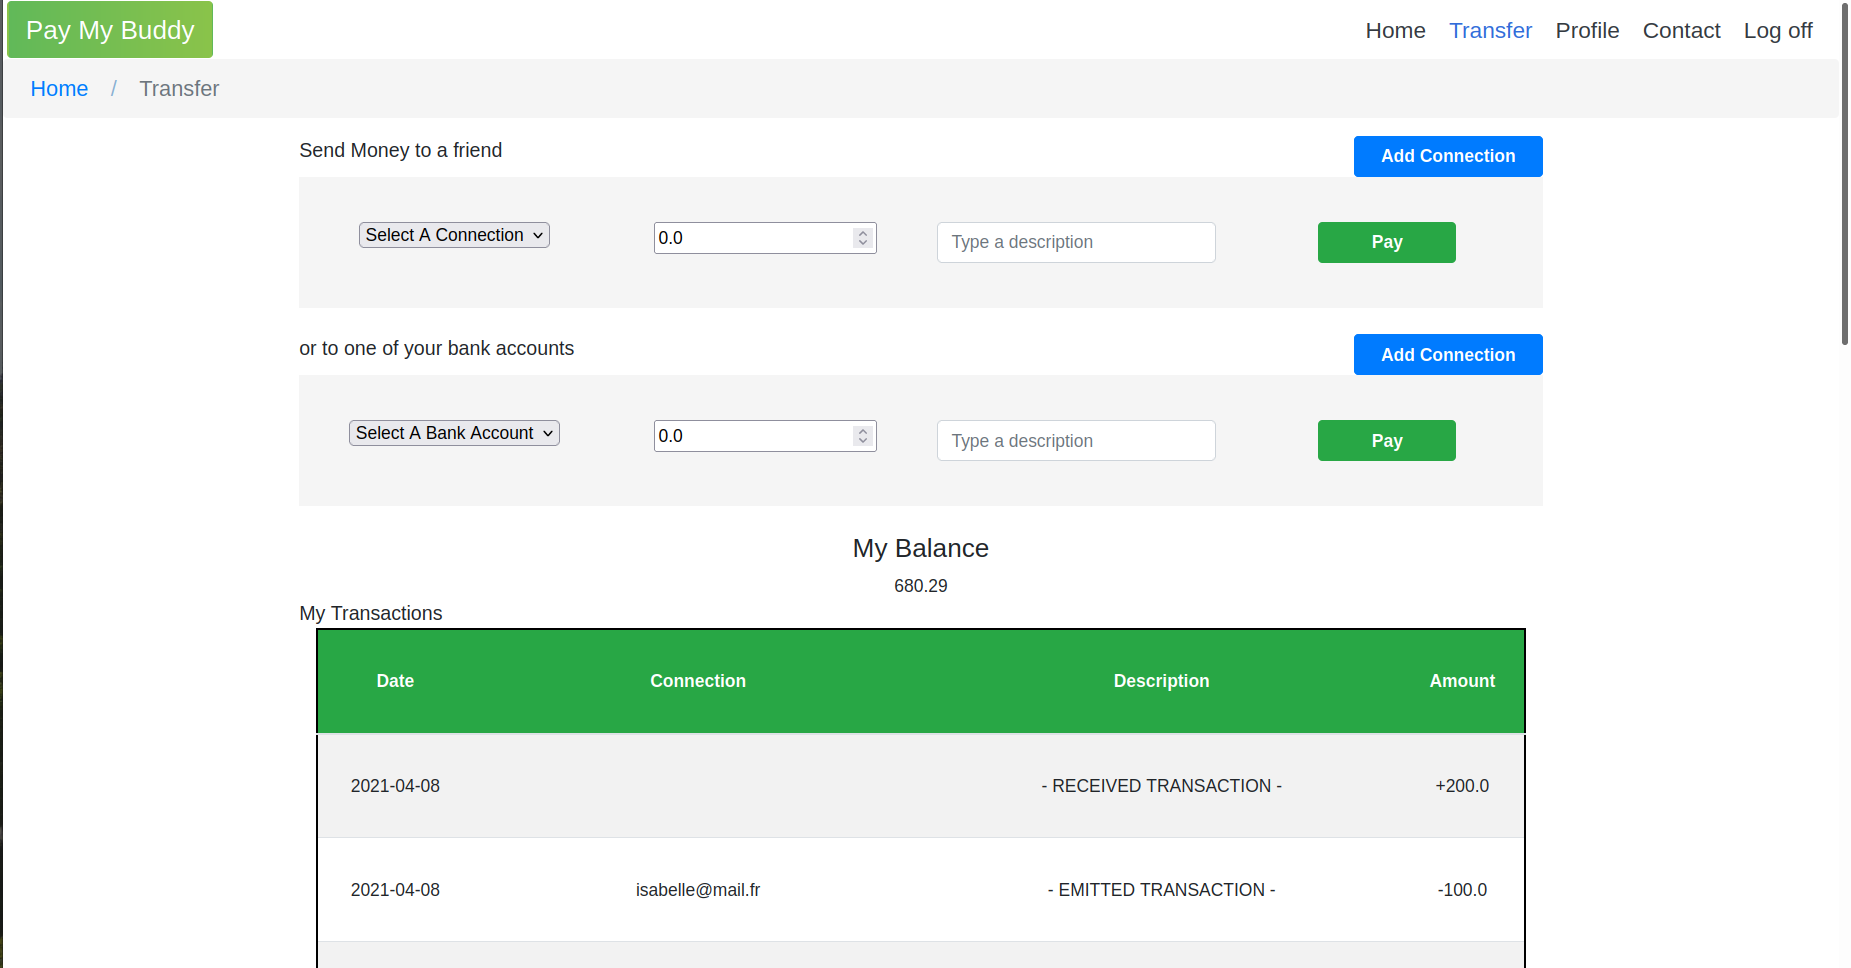 Pay My Buddy
Home Transfer Profile Contact Log off
Home / Transfer
Send Money to a friend
Add Connection
Select A Connection 0.0 Type a description Pay
or to one of your bank accounts
Add Connection
Select A Bank Account 0.0 Type a description Pay
My Balance
680.29
My Transactions
Date Connection Description Amount
2021-04-08 - RECEIVED TRANSACTION - +200.0
2021-04-08 isabelle@mail.fr - EMITTED TRANSACTION - -100.0